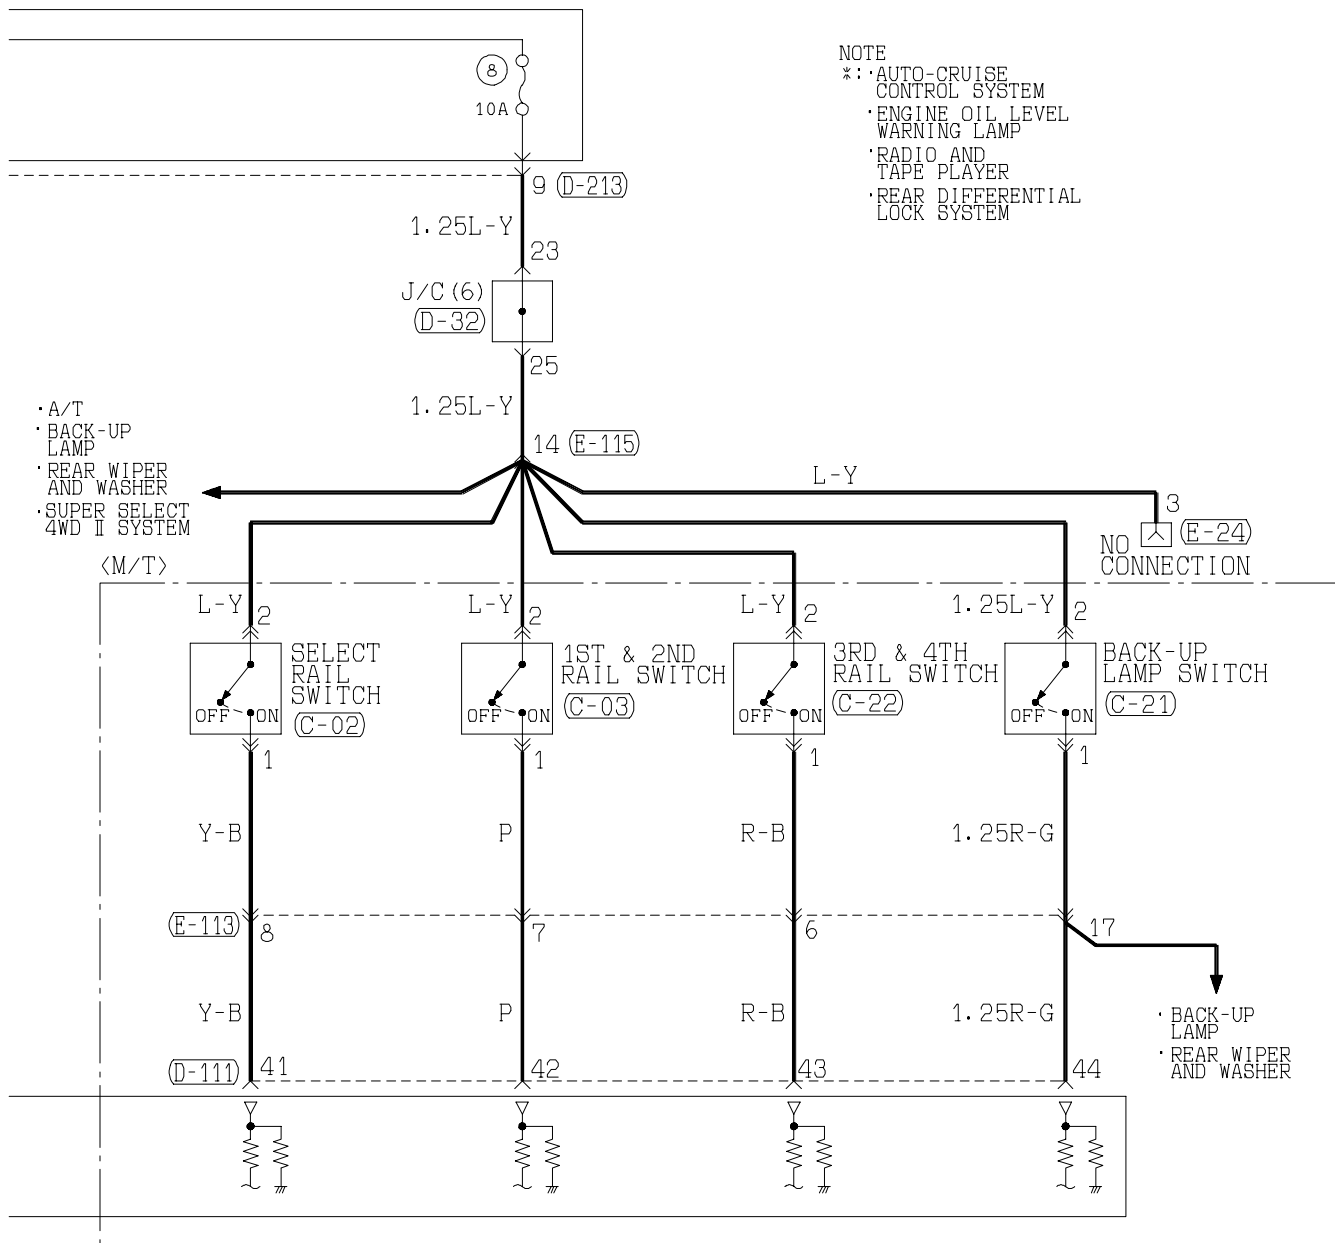 NOTE
*:·AUTO-CRUISE
CONTROL SYSTEM
·ENGINE OIL LEVEL
WARNING LAMP
·RADIO AND
TAPE PLAYER
·REAR DIFFERENTIAL
LOCK SYSTEM
8
10A
9 D-213
1.25L-Y
23
J/C(6)
D-32
25
1.25L-Y
14 E-115
·A/T
·BACK-UP
LAMP
·REAR WIPER
AND WASHER
·SUPER SELECT
4WD Ⅱ SYSTEM
L-Y
3
E-24
NO
CONNECTION
〈M/T〉
L-Y 2
L-Y 2
L-Y 2
1.25L-Y 2
SELECT
RAIL
SWITCH
C-02
OFF ON
1ST & 2ND
RAIL SWITCH
C-03
OFF ON
3RD & 4TH
RAIL SWITCH
C-22
OFF ON
BACK-UP
LAMP SWITCH
C-21
OFF ON
1
1
1
1
Y-B
P
R-B
1.25R-G
E-113
8
7
6
17
Y-B
P
R-B
1.25R-G
·BACK-UP
LAMP
·REAR WIPER
AND WASHER
D-111
41
42
43
44